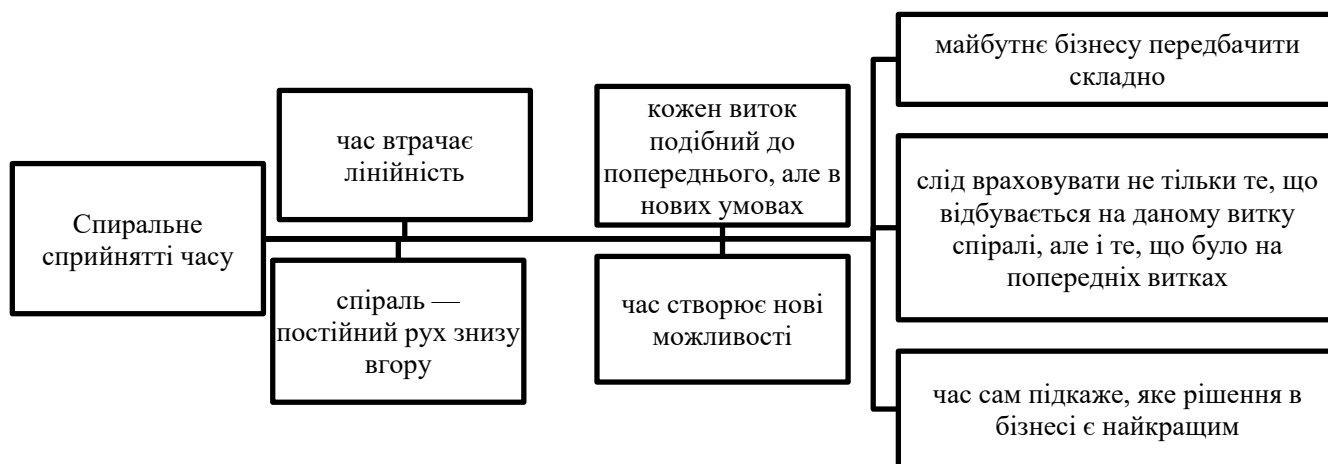 Спиральне
сприйнятті часу
час втрачає
лінійність
спіраль —
постійний рух знизу
вгору
кожен виток
подібний до
попереднього, але в
нових умовах
час створює нові
можливості
майбутнє бізнесу передбачити
складно
слід враховувати не тільки те, що
відбувається на даному витку
спіралі, але і те, що було на
попередніх витках
час сам підкаже, яке рішення в
бізнесі є найкращим